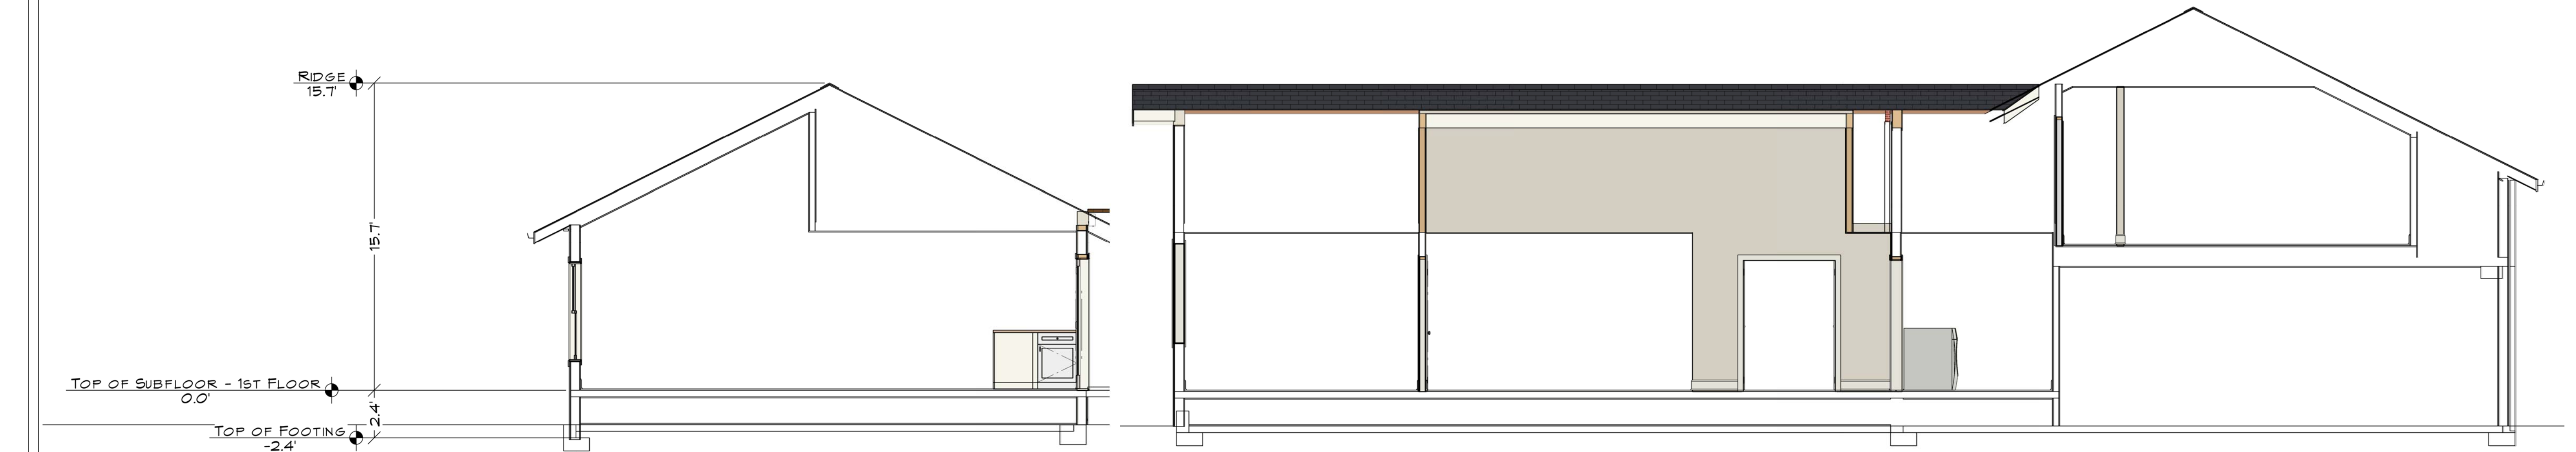 RIDGE
15.7'
15.7'
TOP OF SUBFLOOR - 1ST FLOOR
0.0'
2.4'
TOP OF FOOTING
-2.4'